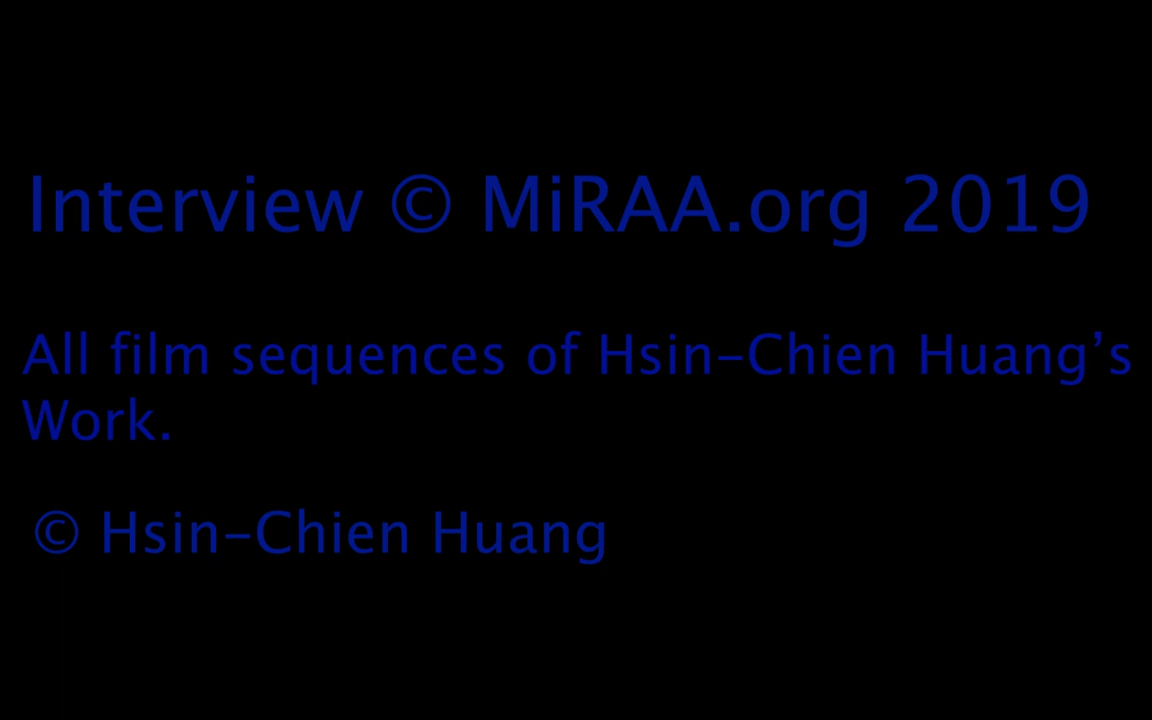 Interview © MiRAA.org 2019
All film sequences of Hsin-Chien Huang’s
Work.
© Hsin-Chien Huang